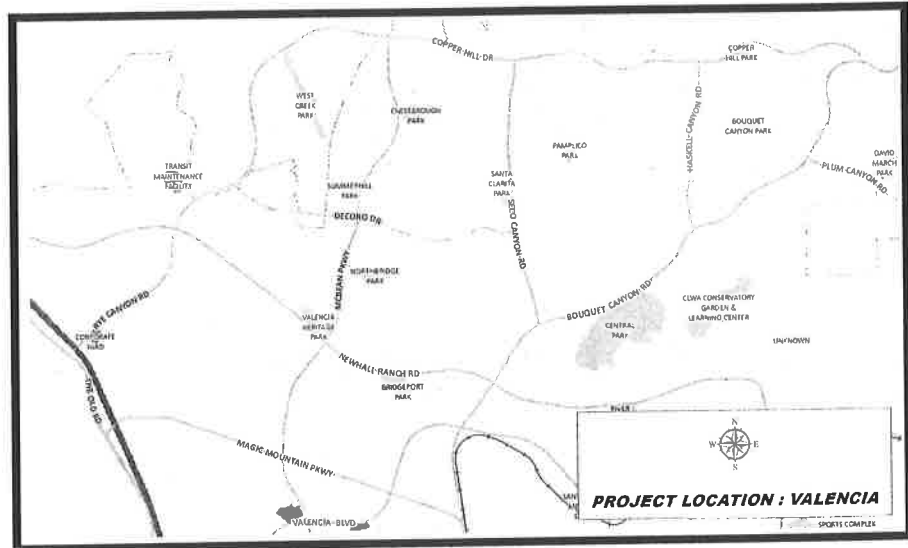 COPPER HILL DR
COPPER
HILL PARK
WEST
CREEK
PARK
CHESEBROUGH
PARK
HASKELL CANYON RD
BOUQUET
CANYON PARK
PAMPLICO
PARK
DAVID
MARCH
PARK
PLUM CANYON RD
TRANSIT
MAINTENANCE
FACILITY
SANTA
CLARITA
PARK
SUMMERHILL
PARK
DECORO DR
SECO CANYON RD
MCBEAN PKWY
NORTHBRIDGE
PARK
RYE CANYON RD
BOUQUET CANYON RD
CLWA CONSERVATORY
GARDEN &
LEARNING CENTER
VALENCIA
HERITAGE
PARK
CENTRAL
PARK
CORPORATE
YARD
UNKNOWN
NEWHALL RANCH RD
BRIDGEPORT
PARK
THE OLD RD
RIVER
MAGIC MOUNTAIN PKWY
N
W E
S
SAN
PROJECT LOCATION : VALENCIA
VALENCIA BLVD
SPORTS COMPLEX